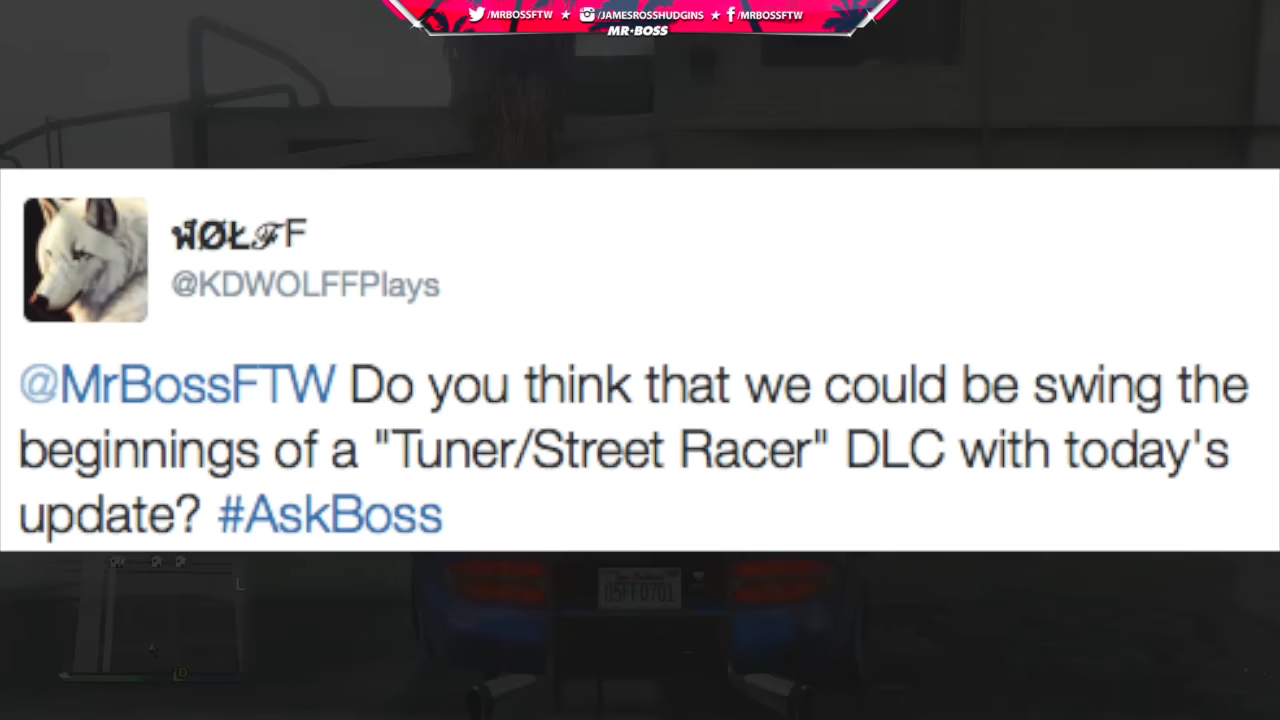 /MRBOSSFTW ★ /JAMESROSSHUDGINS ★ /MRBOSSFTW
MR•BOSS
@KDWOLFFPlays
@MrBossFTW Do you think that we could be swing the
beginnings of a "Tuner/Street Racer" DLC with today's
update? #AskBoss